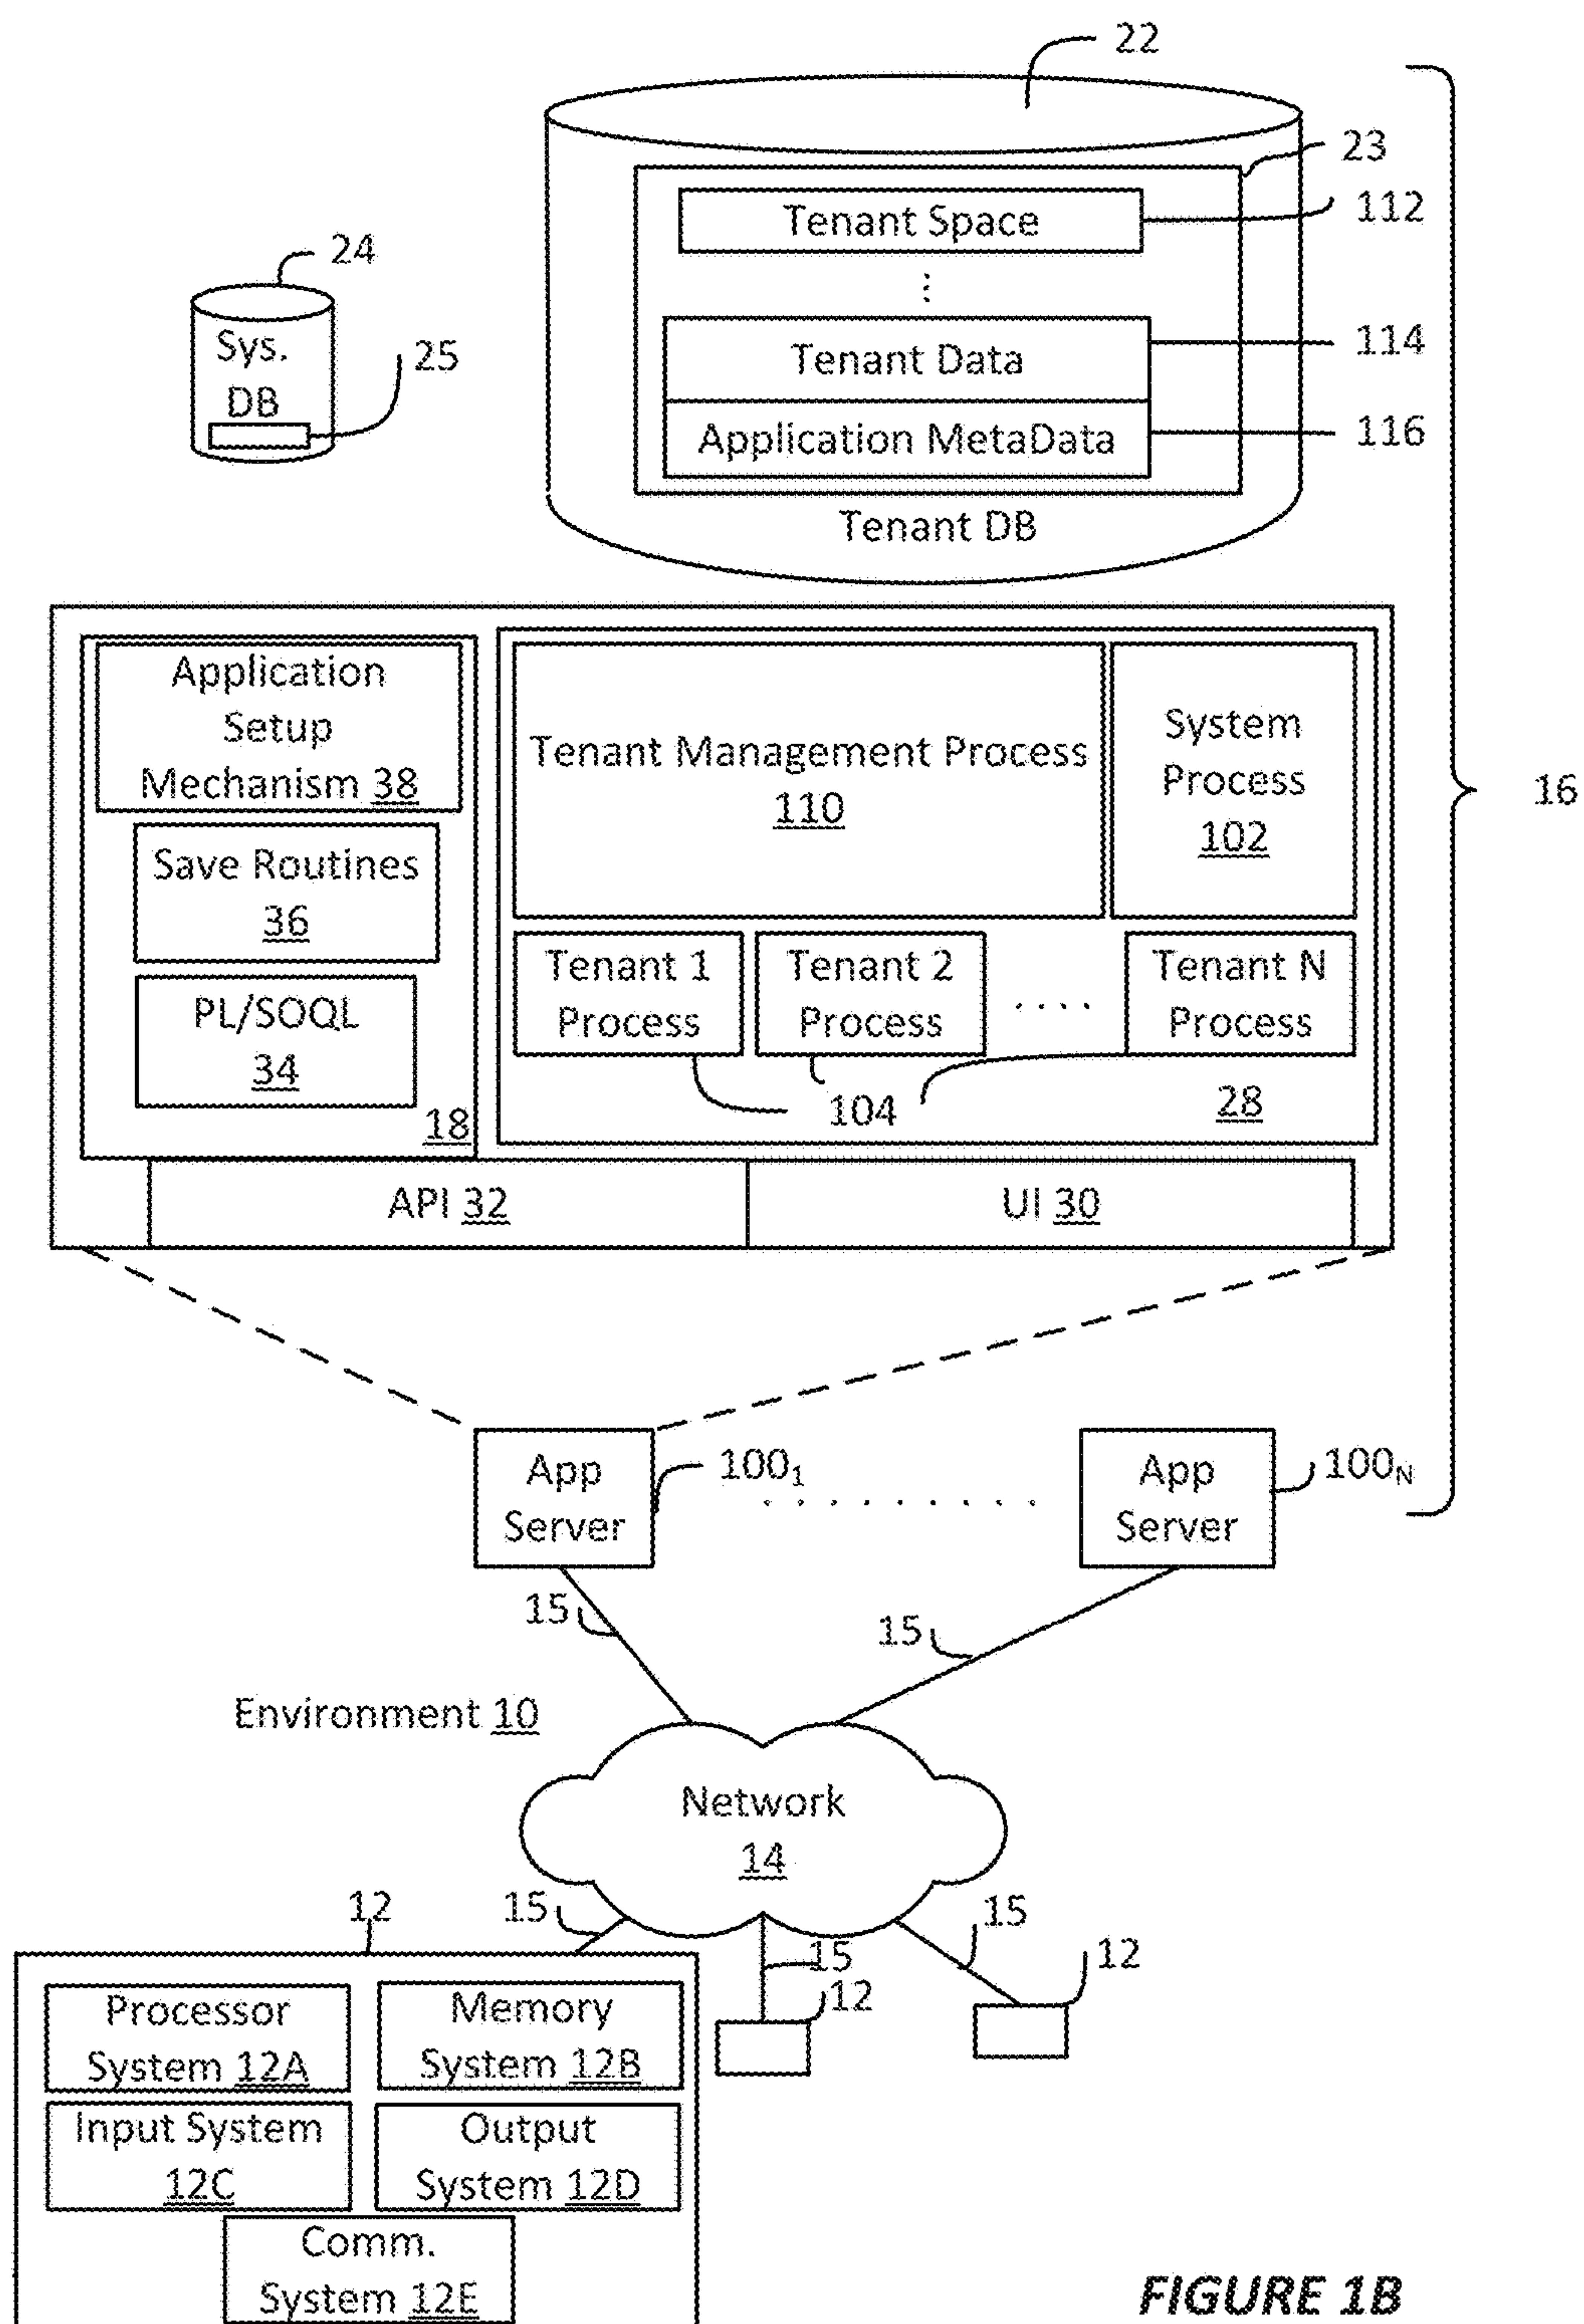 22
23
Tenant Space
112
24
⋮
Sys.
DB
25
Tenant Data
114
Application MetaData
116
Tenant DB
16
Application
Setup
Mechanism 38
Save Routines
36
PL/SOQL
34
18
Tenant Management Process
110
System
Process
102
Tenant 1
Process
Tenant 2
Process
. . . .
Tenant N
Process
104
28
API 32
UI 30
App
Server
100₁
. . . . . . . . . .
App
Server
100N
15
15
Environment 10
Network
14
12
15
15
15
12
12
Processor
System 12A
Memory
System 12B
Input System
12C
Output
System 12D
Comm.
System 12E
FIGURE 1B